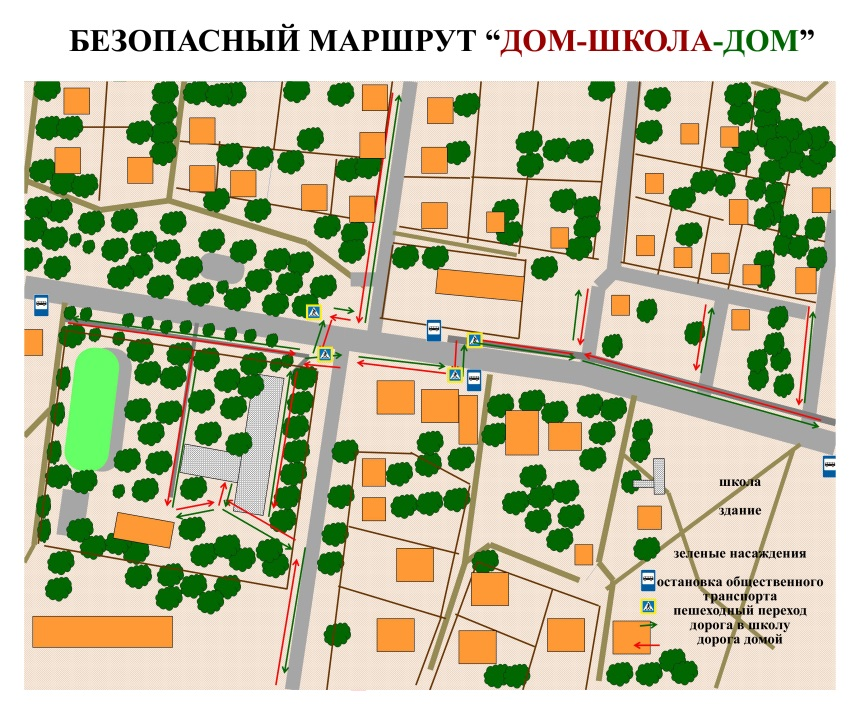 БЕЗОПАСНЫЙ МАРШРУТ “ДОМ-ШКОЛА-ДОМ”
школа
здание
зеленые насаждения
остановка общественного
транспорта
пешеходный переход
дорога в школу
дорога домой